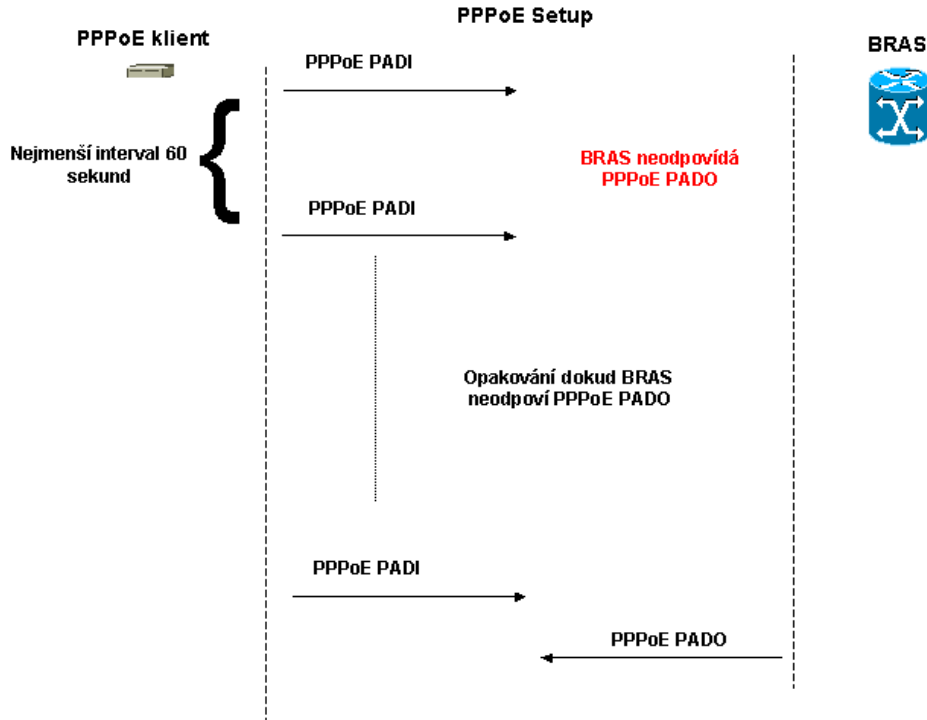 PPPoE Setup
PPPoE klient
BRAS
PPPoE PADI
Nejmenší interval 60
sekund
BRAS neodpovídá
PPPoE PADO
PPPoE PADI
Opakování dokud BRAS
neodpoví PPPoE PADO
PPPoE PADI
PPPoE PADO